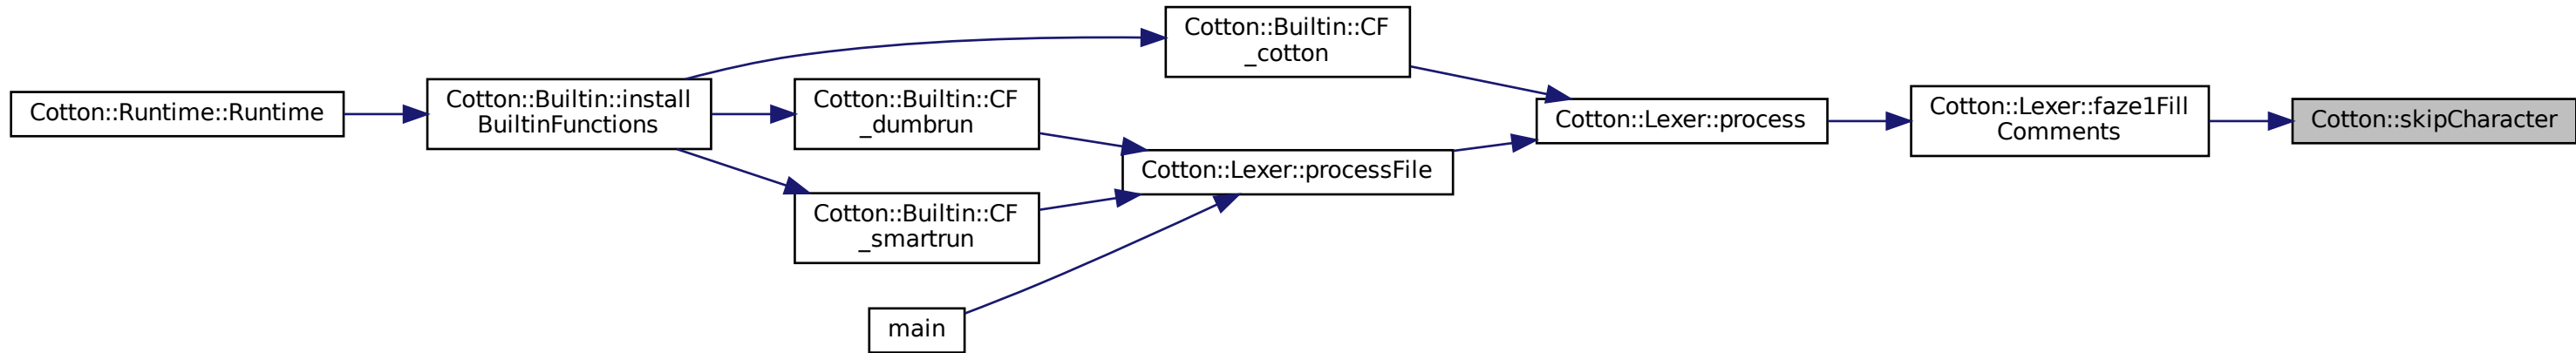 Cotton::Runtime::Runtime
Cotton::Builtin::install
BuiltinFunctions
Cotton::Builtin::CF
_cotton
Cotton::Builtin::CF
_dumbrun
Cotton::Builtin::CF
_smartrun
main
Cotton::Lexer::processFile
Cotton::Lexer::process
Cotton::Lexer::faze1Fill
Comments
Cotton::skipCharacter